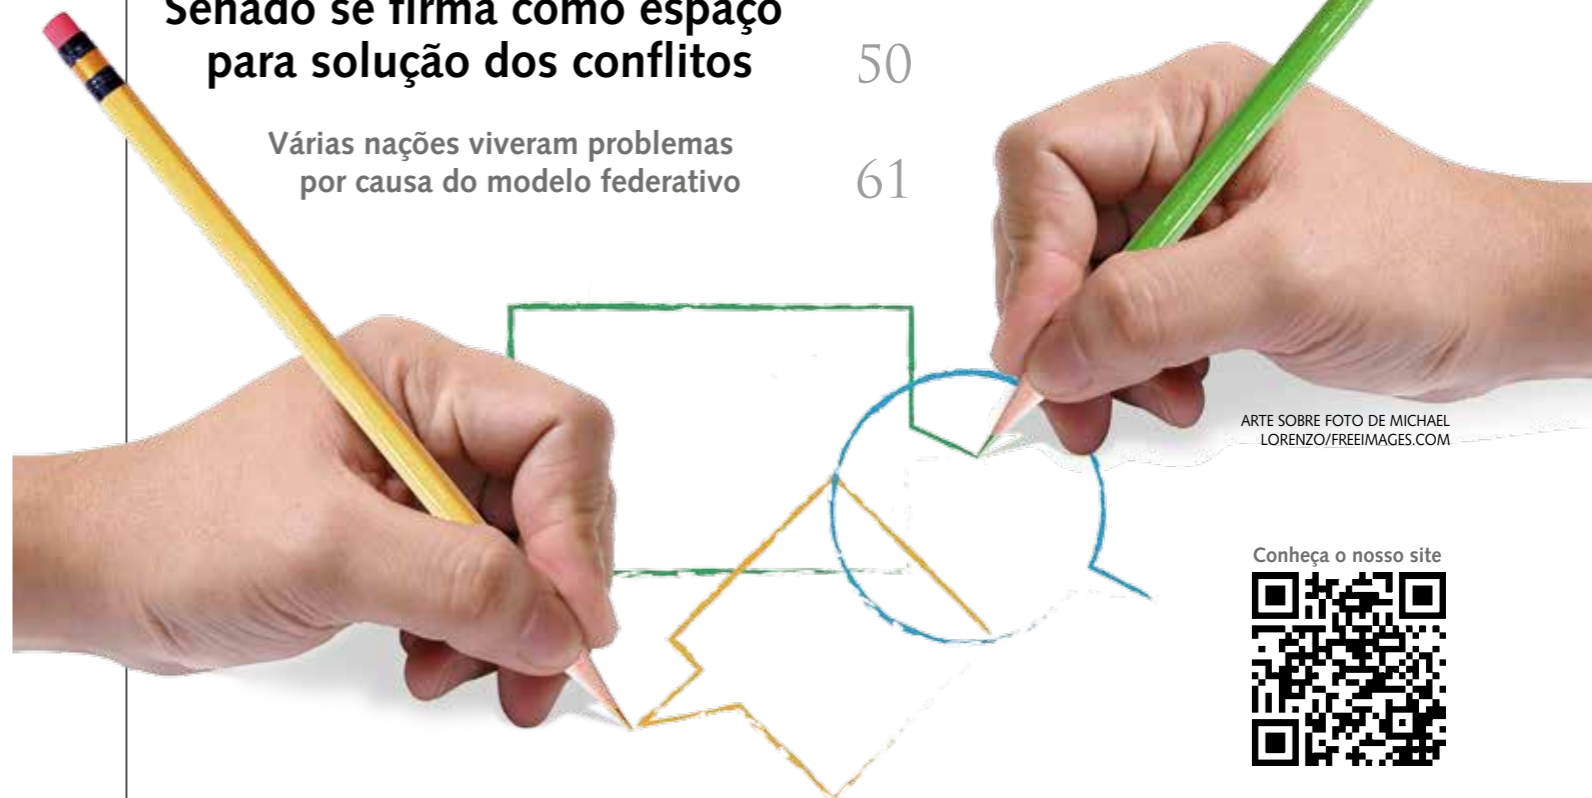 Senado se firma como espaço
para solução dos conflitos
50
Várias nações viveram problemas
por causa do modelo federativo
61
ARTE SOBRE FOTO DE MICHAEL
LORENZO/FREEIMAGES.COM
Conheça o nosso site